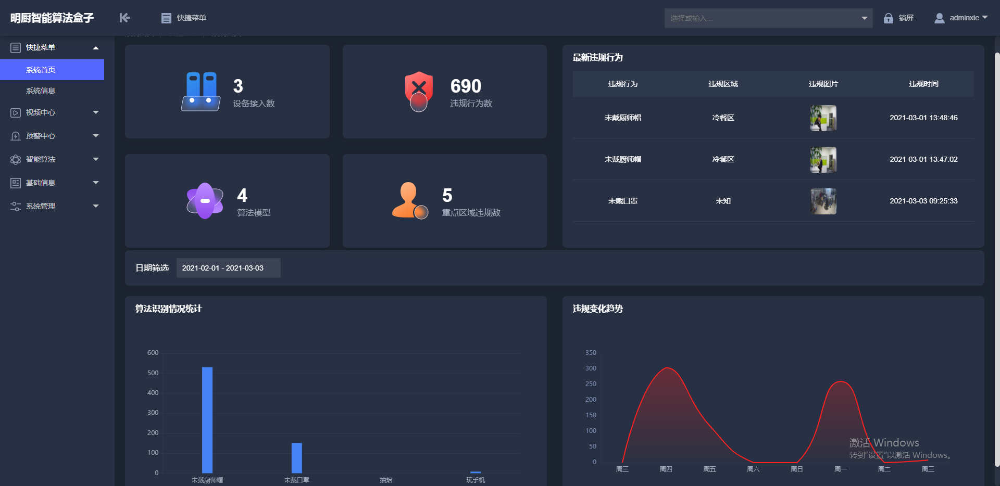 明厨智能算法盒子
快捷菜单
选择或输入...
锁屏
adminxie
快捷菜单
系统首页
系统信息
视频中心
预警中心
智能算法
基础信息
系统管理
3
设备接入数
690
违规行为数
4
算法模型
5
重点区域违规数
最新违规行为
违规行为 违规区域 违规图片 违规时间
未戴厨师帽 冷餐区 2021-03-01 13:48:46
未戴厨师帽 冷餐区 2021-03-01 13:47:02
未戴口罩 未知 2021-03-03 09:25:33
日期筛选 2021-02-01 - 2021-03-03
算法识别情况统计
600
500
400
300
200
100
0
未戴厨师帽 未戴口罩 抽烟 玩手机
违规变化趋势
350
300
250
200
150
100
50
0
周三 周四 周五 周六 周日 周一 周二 周三
激活 Windows
转到“设置”以激活 Windows。